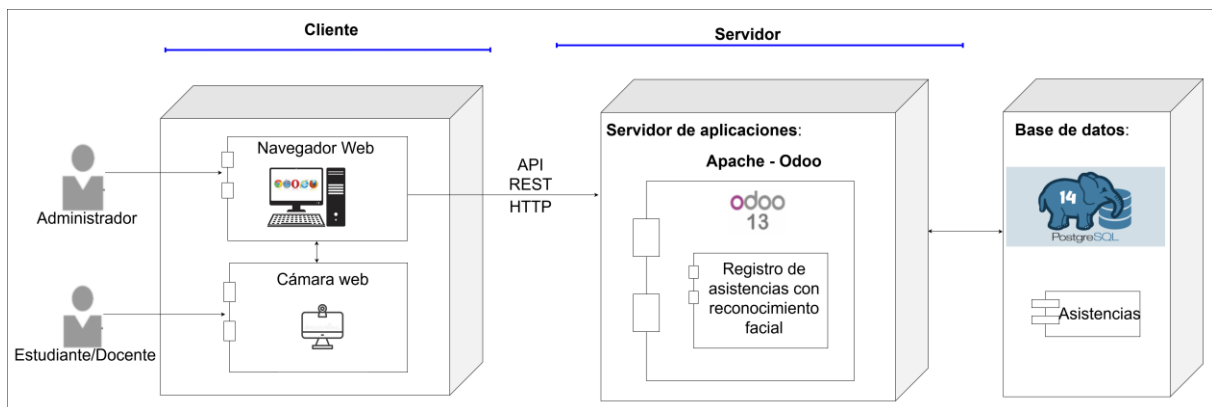 Cliente
Servidor
Administrador
Estudiante/Docente
Navegador Web
Cámara web
API
REST
HTTP
Servidor de aplicaciones:
Apache - Odoo
odoo
13
Registro de
asistencias con
reconocimiento
facial
Base de datos:
14
PostgreSQL
Asistencias